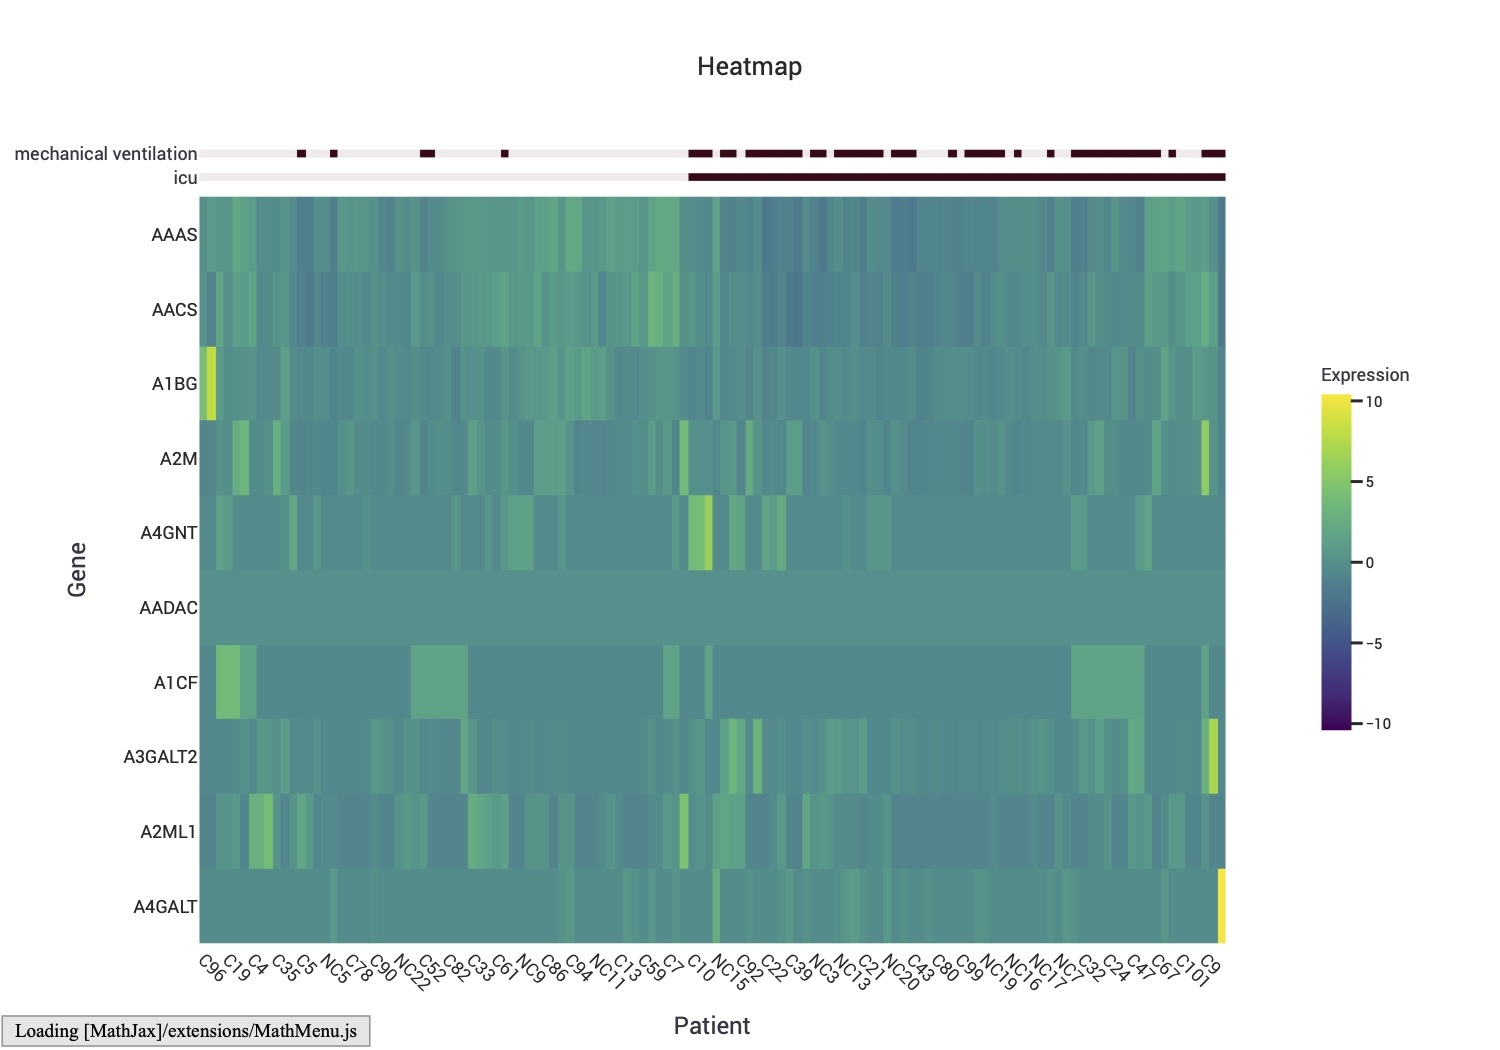 Heatmap
mechanical ventilation
icu
AAAS
AACS
A1BG
A2M
A4GNT
AADAC
A1CF
A3GALT2
A2ML1
A4GALT
Gene
Expression
10
5
0
−5
−10
C96 C19 C4 C35 C5 NC5 C78 C90 NC22 C52 C82 C33 C61 NC9 C86 C94 NC11 C13 C59 C7 C10 NC15 C92 C22 C39 NC3 NC13 C21 NC20 C43 C80 C99 NC19 NC16 NC17 NC7 C32 C24 C47 C67 C101 C9
Patient
Loading [MathJax]/extensions/MathMenu.js